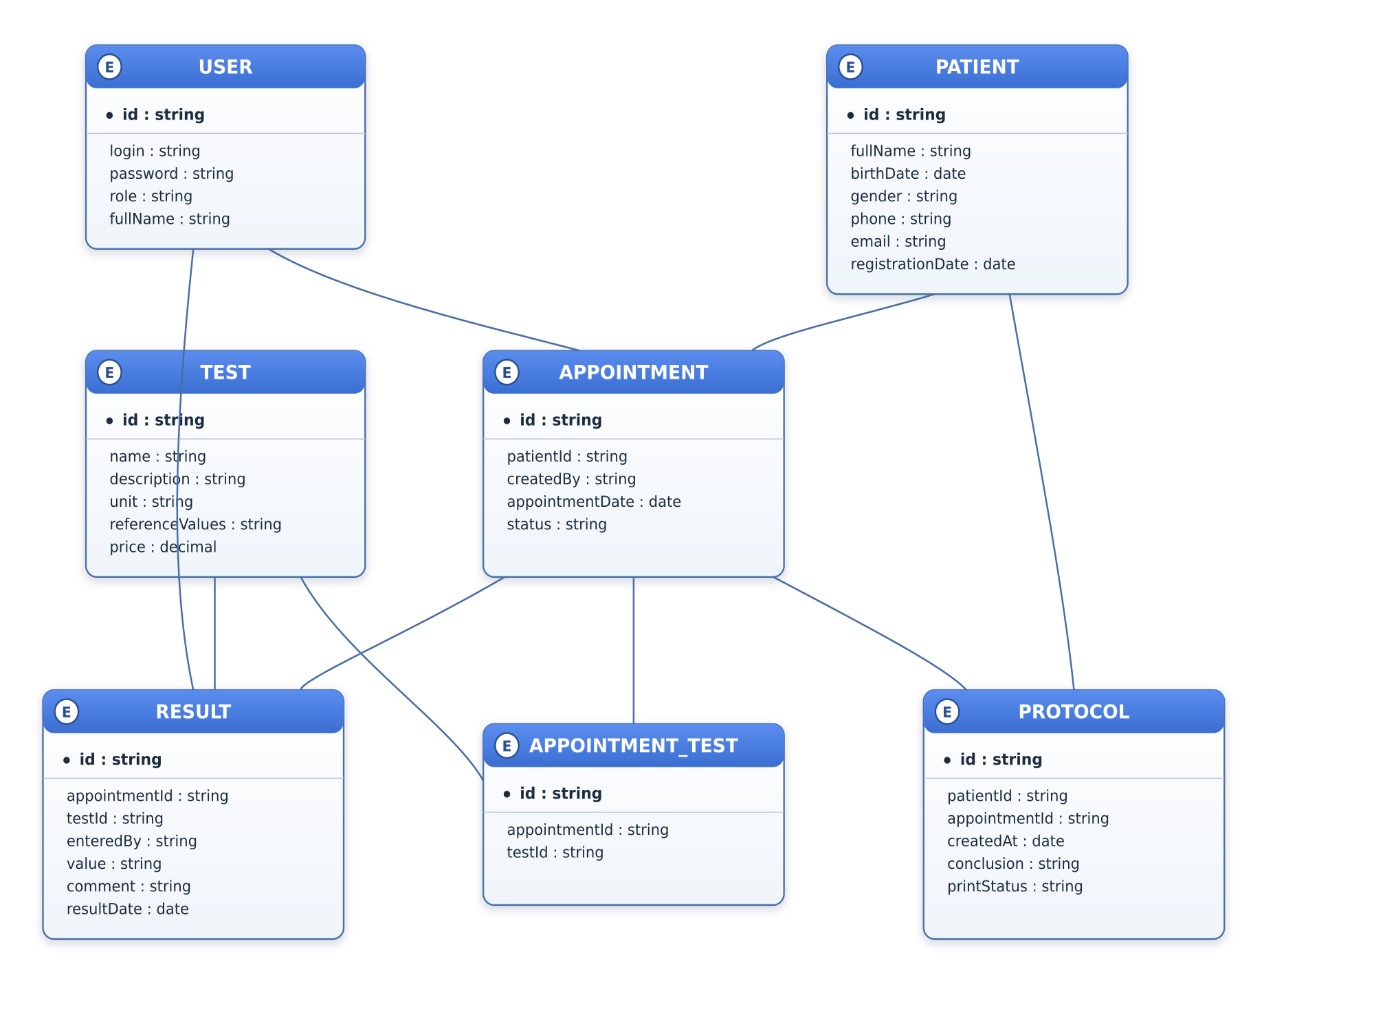 E USER
• id : string
login : string
password : string
role : string
fullName : string
E PATIENT
• id : string
fullName : string
birthDate : date
gender : string
phone : string
email : string
registrationDate : date
E TEST
• id : string
name : string
description : string
unit : string
referenceValues : string
price : decimal
E APPOINTMENT
• id : string
patientId : string
createdBy : string
appointmentDate : date
status : string
E RESULT
• id : string
appointmentId : string
testId : string
enteredBy : string
value : string
comment : string
resultDate : date
E APPOINTMENT_TEST
• id : string
appointmentId : string
testId : string
E PROTOCOL
• id : string
patientId : string
appointmentId : string
createdAt : date
conclusion : string
printStatus : string